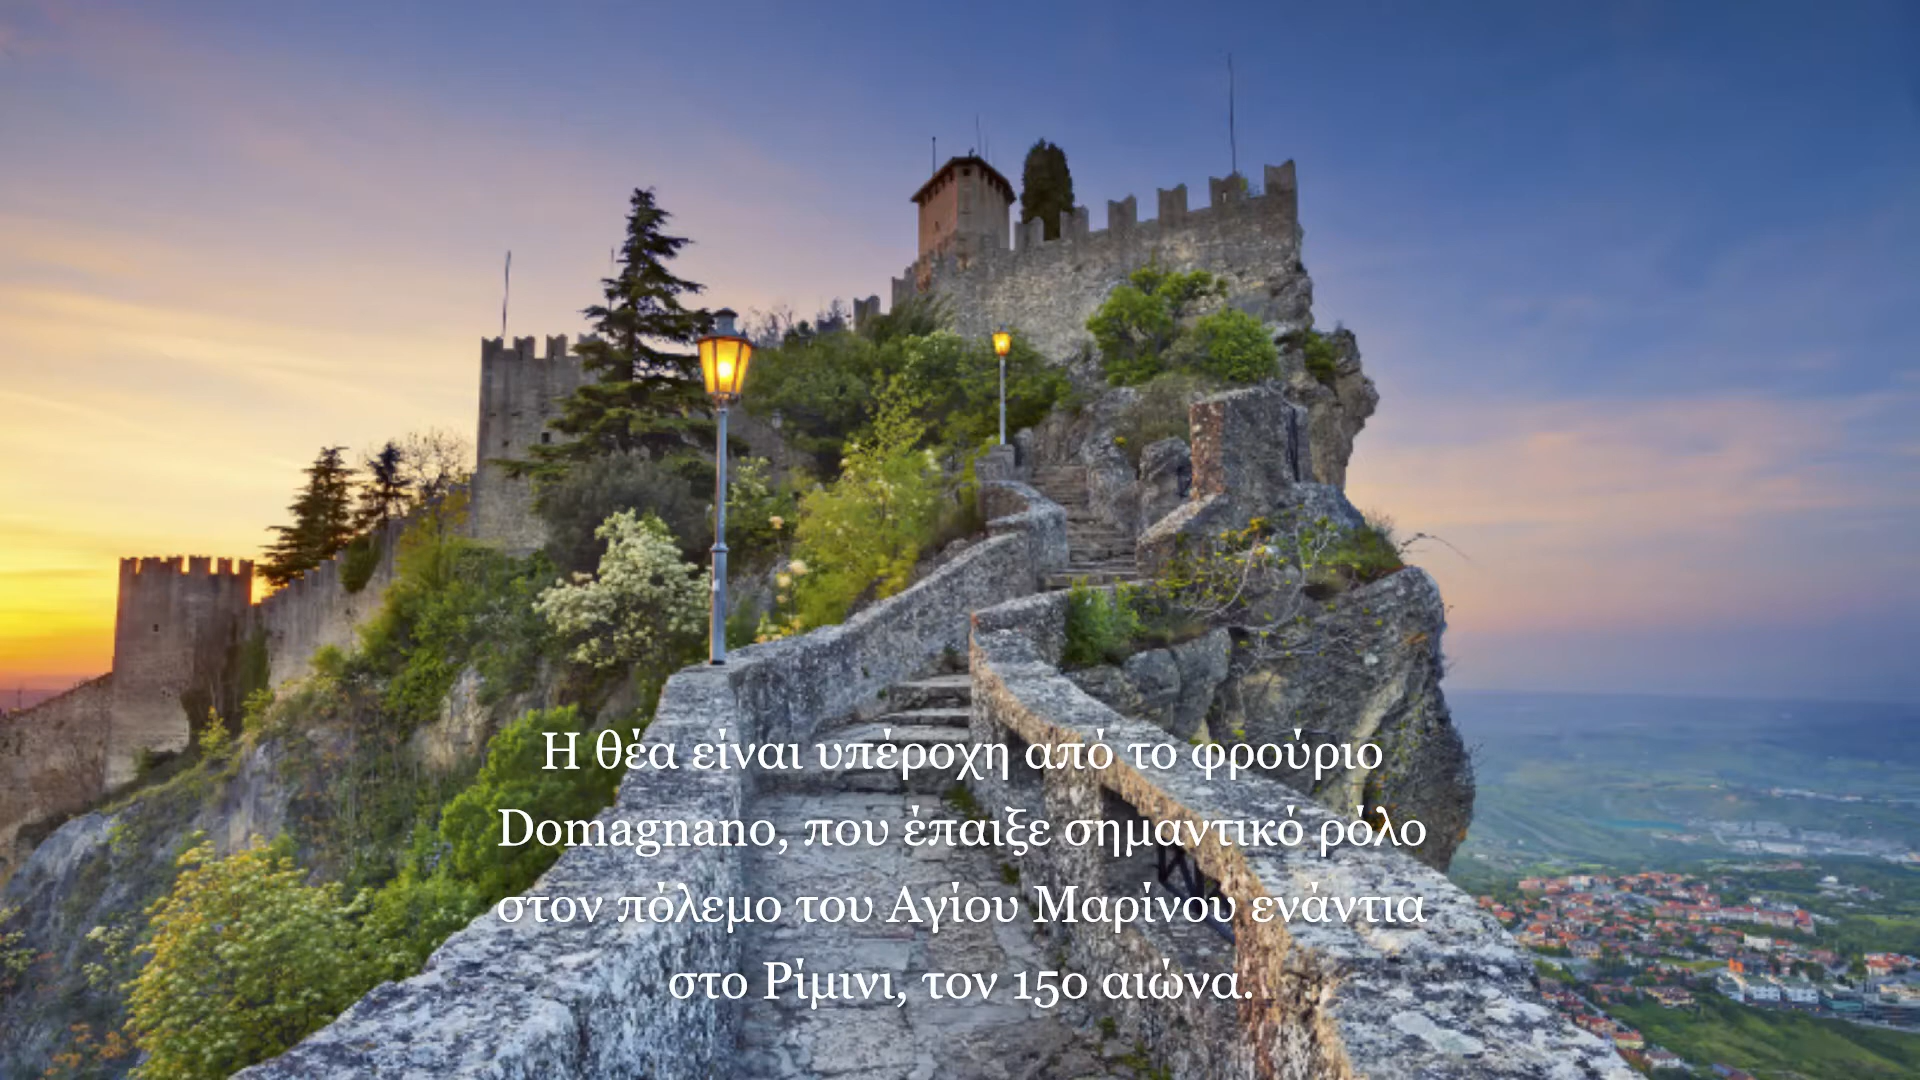 Η θέα είναι υπέροχη από το φρούριο
Domagnano, που έπαιξε σημαντικό ρόλο
στον πόλεμο του Αγίου Μαρίνου ενάντια
στο Ρίμινι, τον 15ο αιώνα.